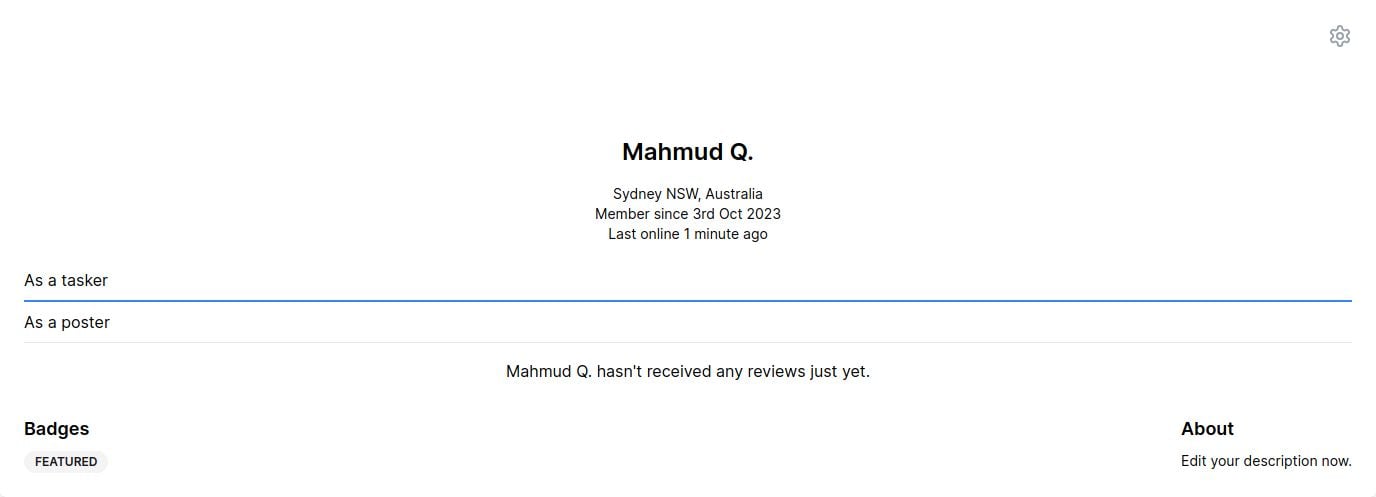 Mahmud Q.
Sydney NSW, Australia
Member since 3rd Oct 2023
Last online 1 minute ago
As a tasker
As a poster
Mahmud Q. hasn't received any reviews just yet.
Badges
About
FEATURED
Edit your description now.